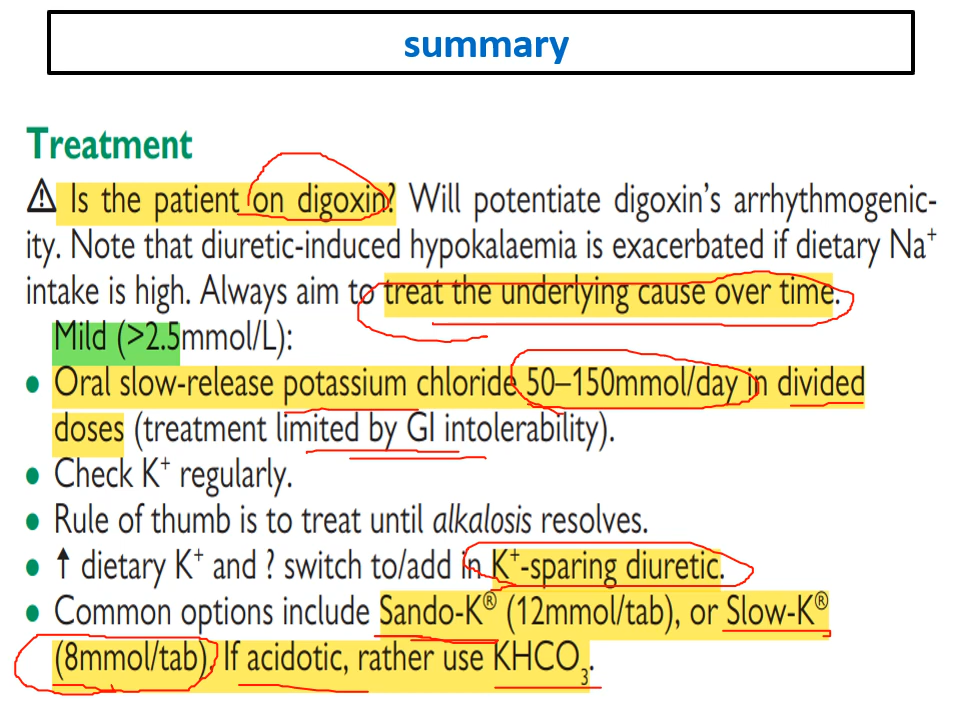 summary
Treatment
⚠ Is the patient on digoxin? Will potentiate digoxin's arrhythmogenic-
ity. Note that diuretic-induced hypokalaemia is exacerbated if dietary Na⁺
intake is high. Always aim to treat the underlying cause over time.
Mild (>2.5mmol/L):
• Oral slow-release potassium chloride 50–150mmol/day in divided
doses (treatment limited by GI intolerability).
• Check K⁺ regularly.
• Rule of thumb is to treat until alkalosis resolves.
• ↑ dietary K⁺ and ? switch to/add in K⁺-sparing diuretic.
• Common options include Sando-K® (12mmol/tab), or Slow-K®
(8mmol/tab). If acidotic, rather use KHCO₃.